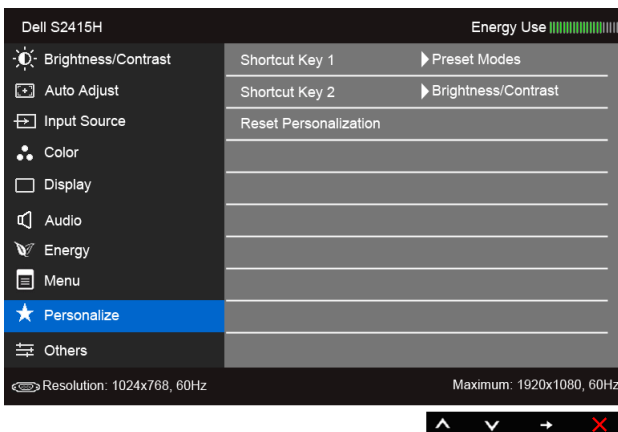 Dell S2415H
Energy Use
Brightness/Contrast
Auto Adjust
Input Source
Color
Display
Audio
Energy
Menu
Personalize
Others
Shortcut Key 1 Preset Modes
Shortcut Key 2 Brightness/Contrast
Reset Personalization
Resolution: 1024x768, 60Hz
Maximum: 1920x1080, 60Hz